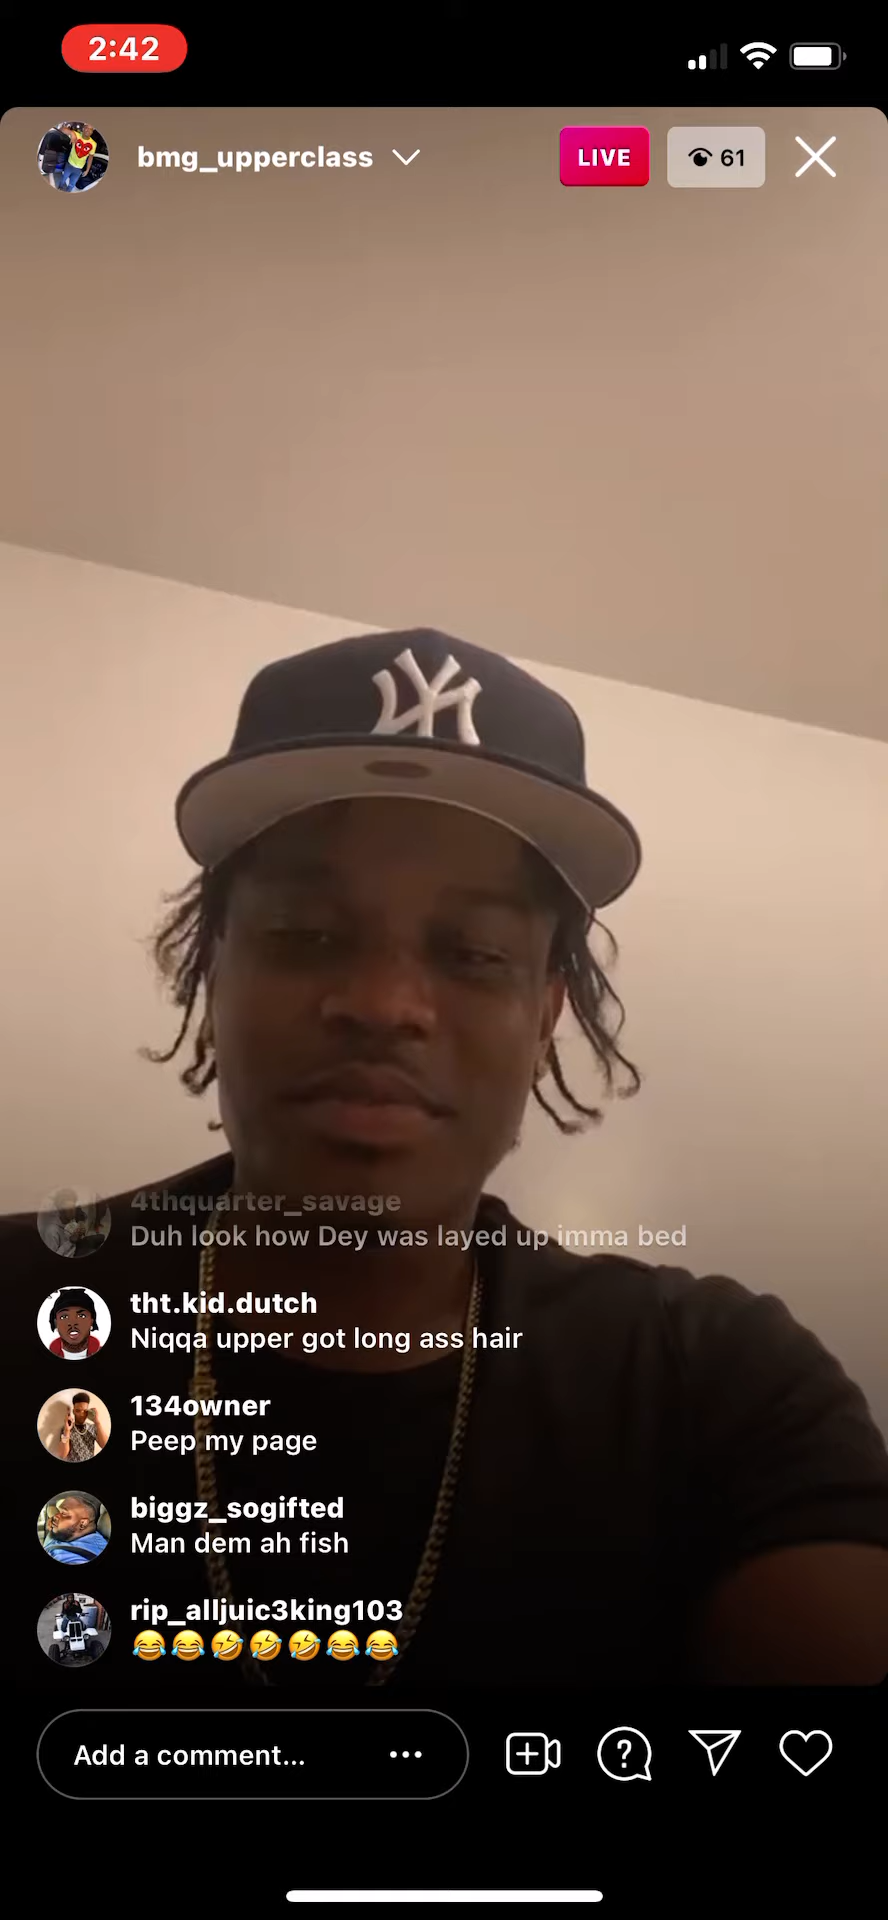 2:42
bmg_upperclass
LIVE
61
NY
4thquarter_savage
Duh look how Dey was layed up imma bed
tht.kid.dutch
Niqqa upper got long ass hair
134owner
Peep my page
biggz_sogifted
Man dem ah fish
rip_alljuic3king103
😂😂🤣🤣🤣😂😂
Add a comment...